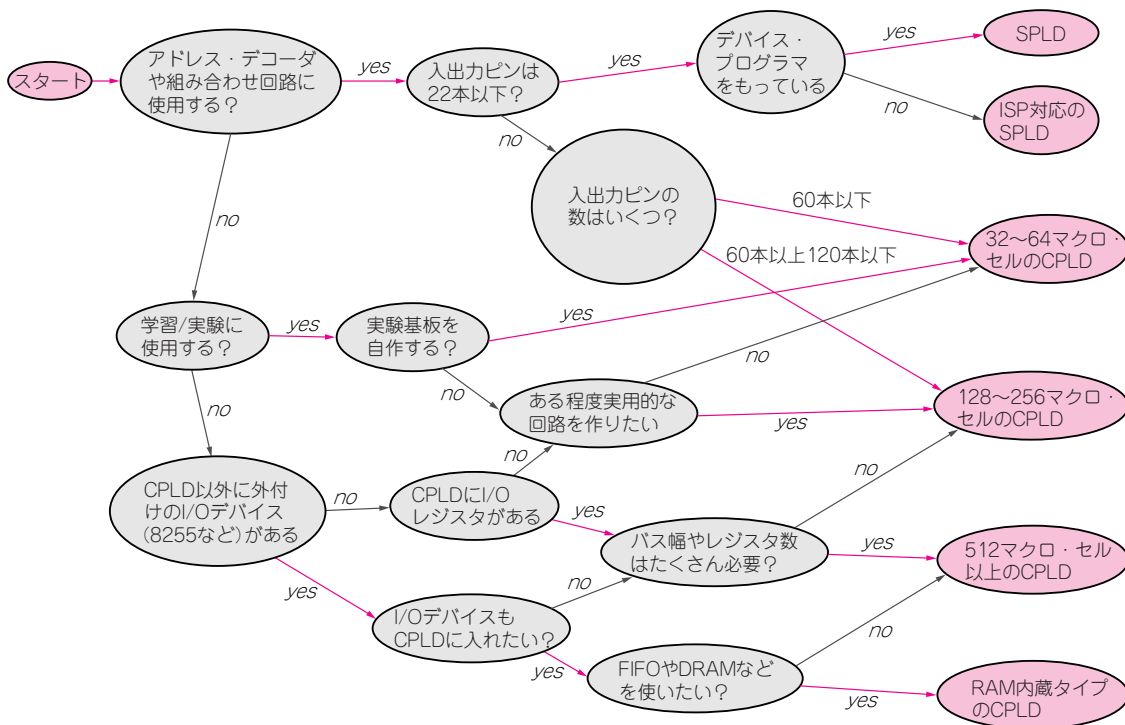 スタート
アドレス・デコーダ
や組み合わせ回路に
使用する?
yes
入出力ピンは
22本以下?
yes
デバイス・
プログラマ
をもっている
yes
SPLD
no
ISP対応の
SPLD
no
入出力ピンの
数はいくつ?
60本以下
60本以上120本以下
32〜64マクロ・
セルのCPLD
no
学習/実験に
使用する?
yes
実験基板を
自作する?
yes
no
no
ある程度実用的な
回路を作りたい
yes
128〜256マクロ・
セルのCPLD
no
CPLD以外に外付
けのI/Oデバイス
(8255など)がある
no
CPLDにI/O
レジスタがある
no
yes
バス幅やレジスタ数
はたくさん必要?
no
yes
512マクロ・セル
以上のCPLD
yes
I/Oデバイスも
CPLDに入れたい?
no
yes
FIFOやDRAMなど
を使いたい?
no
yes
RAM内蔵タイプ
のCPLD